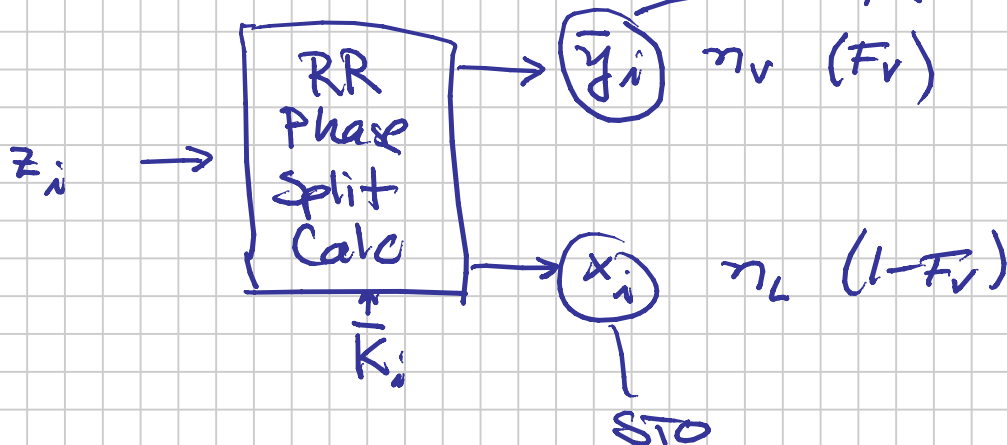 RR
Phase
Split
Calc
z_i
ȳ_i n_v (F_v)
x_i n_L (1-F_v)
K̄_i
STO